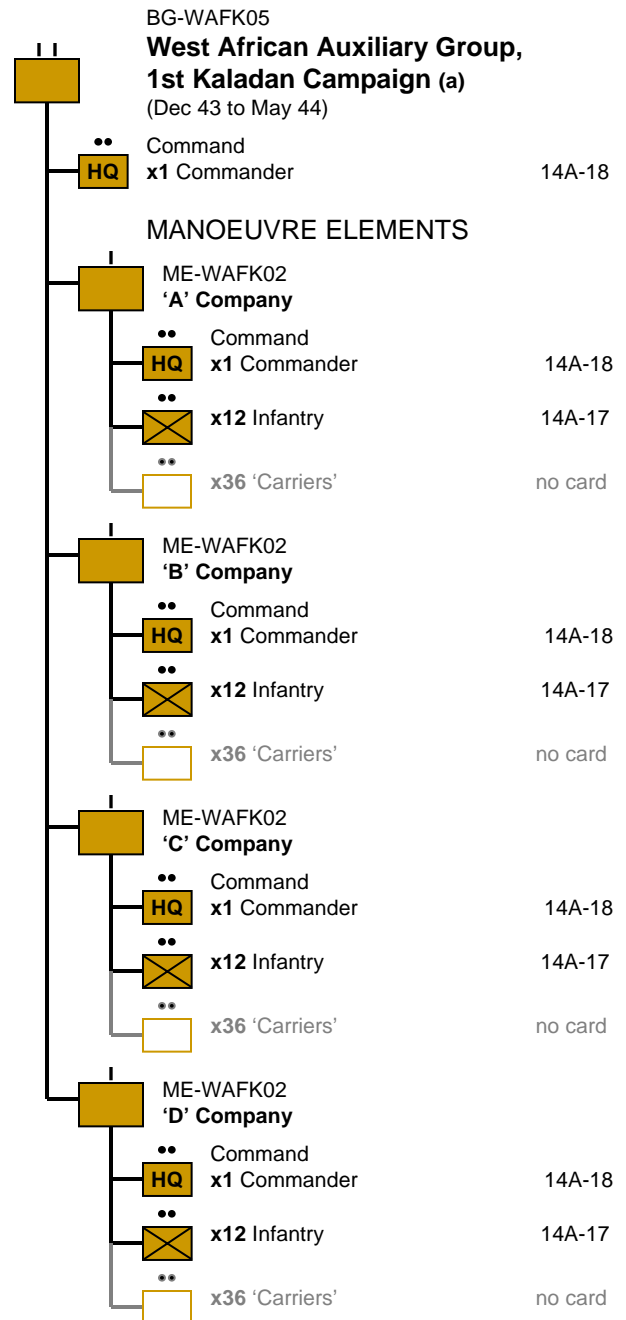 BG-WAFK05
West African Auxiliary Group,
1st Kaladan Campaign (a)
(Dec 43 to May 44)
Command
HQ x1 Commander 14A-18
MANOEUVRE ELEMENTS
ME-WAFK02
‘A’ Company
Command
HQ x1 Commander 14A-18
x12 Infantry 14A-17
x36 ‘Carriers’ no card
ME-WAFK02
‘B’ Company
Command
HQ x1 Commander 14A-18
x12 Infantry 14A-17
x36 ‘Carriers’ no card
ME-WAFK02
‘C’ Company
Command
HQ x1 Commander 14A-18
x12 Infantry 14A-17
x36 ‘Carriers’ no card
ME-WAFK02
‘D’ Company
Command
HQ x1 Commander 14A-18
x12 Infantry 14A-17
x36 ‘Carriers’ no card